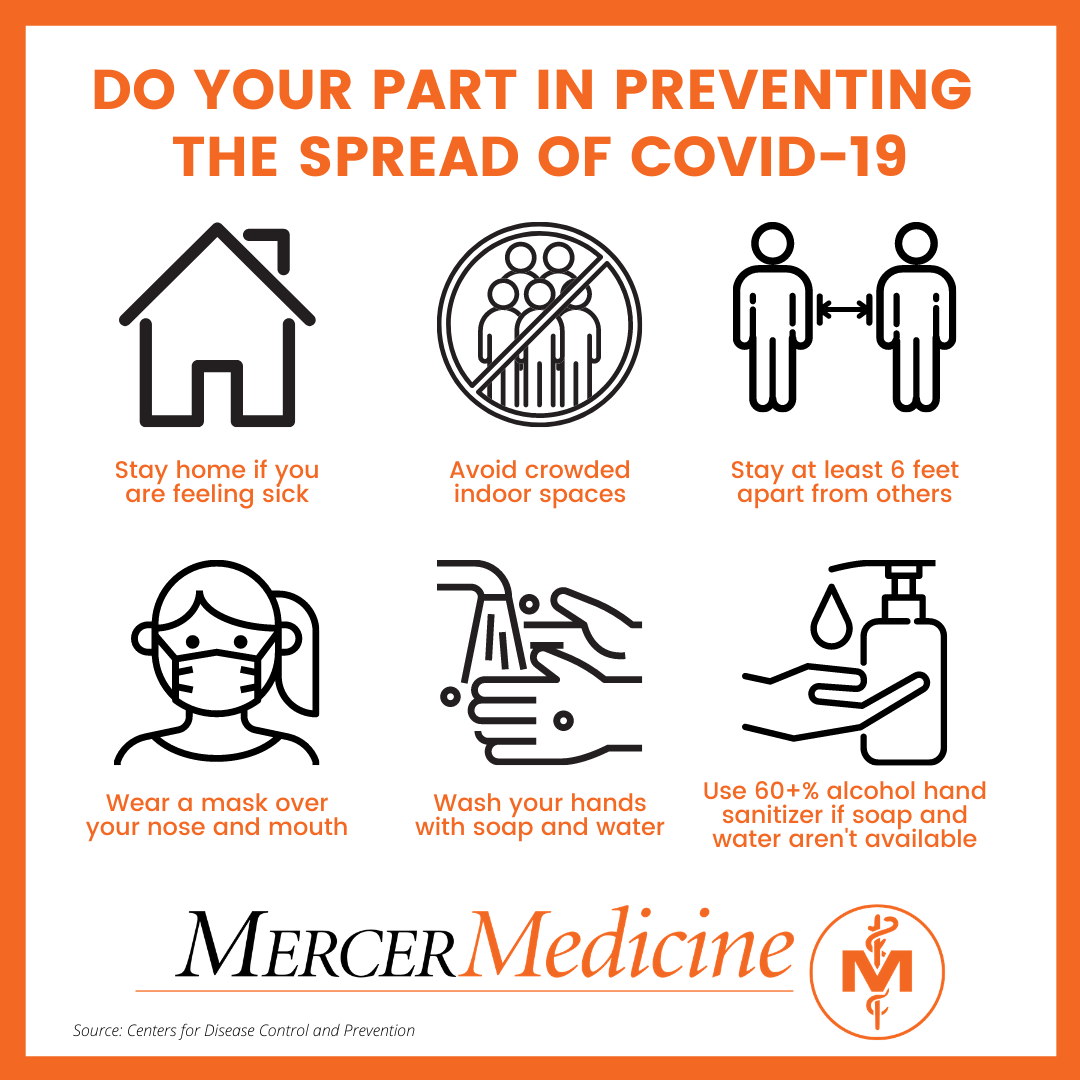 DO YOUR PART IN PREVENTING
THE SPREAD OF COVID-19
Stay home if you
are feeling sick
Avoid crowded
indoor spaces
Stay at least 6 feet
apart from others
Wear a mask over
your nose and mouth
Wash your hands
with soap and water
Use 60+% alcohol hand
sanitizer if soap and
water aren't available
MERCER Medicine
M
Source: Centers for Disease Control and Prevention